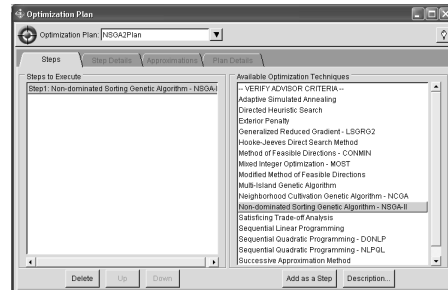 Optimization Plan
Optimization Plan: NSGA2Plan
Steps
Step Details
Approximations
Plan Details
Steps to Execute
Step1: Non-dominated Sorting Genetic Algorithm - NSGA-I
Delete
Up
Down
Available Optimization Techniques
-- VERIFY ADVISOR CRITERIA --
Adaptive Simulated Annealing
Directed Heuristic Search
Exterior Penalty
Generalized Reduced Gradient - LSGRG2
Hooke-Jeeves Direct Search Method
Method of Feasible Directions - CONMIN
Mixed Integer Optimization - MOST
Modified Method of Feasible Directions
Multi-Island Genetic Algorithm
Neighborhood Cultivation Genetic Algorithm - NCGA
Non-dominated Sorting Genetic Algorithm - NSGA-II
Satisficing Trade-off Analysis
Sequential Linear Programming
Sequential Quadratic Programming - DONLP
Sequential Quadratic Programming - NLPQL
Successive Approximation Method
Add as a Step
Description...